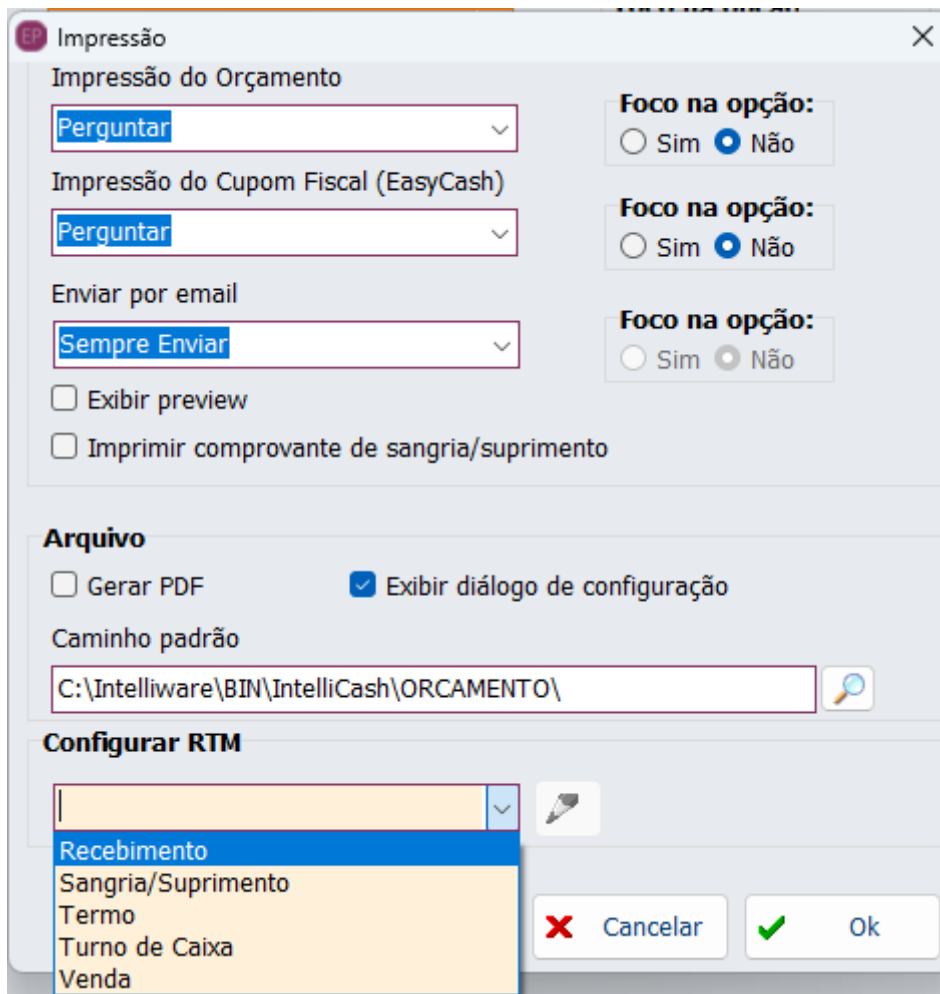 EP Impressão
Impressão do Orçamento
Perguntar
Foco na opção:
Sim Não
Impressão do Cupom Fiscal (EasyCash)
Perguntar
Foco na opção:
Sim Não
Enviar por email
Sempre Enviar
Foco na opção:
Sim Não
Exibir preview
Imprimir comprovante de sangria/suprimento
Arquivo
Gerar PDF Exibir diálogo de configuração
Caminho padrão
C:\Intelliware\BIN\IntelliCash\ORCAMENTO\
Configurar RTM
Recebimento
Sangria/Suprimento
Termo
Turno de Caixa
Venda
Cancelar Ok